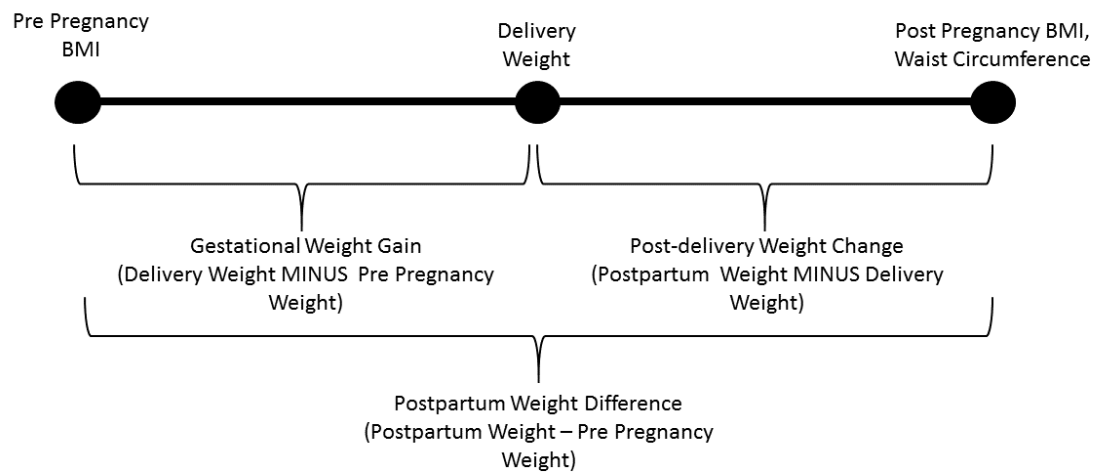 Pre Pregnancy
BMI
Delivery
Weight
Post Pregnancy BMI,
Waist Circumference
Gestational Weight Gain
(Delivery Weight MINUS  Pre Pregnancy
Weight)
Post-delivery Weight Change
(Postpartum  Weight MINUS Delivery
Weight)
Postpartum Weight Difference
(Postpartum Weight – Pre Pregnancy
Weight)